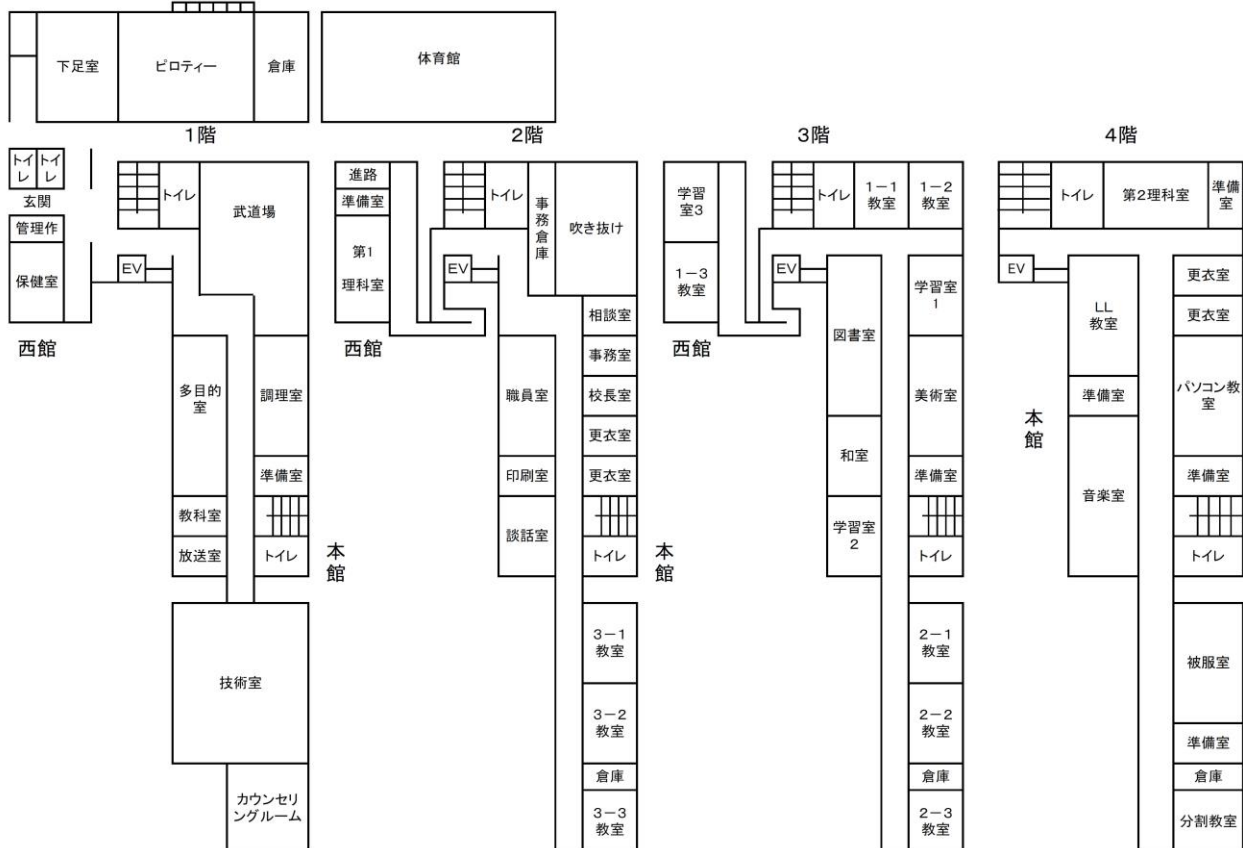 下足室
ピロティー
倉庫
体育館
1階
2階
3階
4階
トイ
レ
トイ
レ
玄関
管理作
保健室
西館
EV
トイレ
武道場
多目的
室
調理室
準備室
教科室
放送室
トイレ
本
館
技術室
カウンセリ
ングルーム
進路
準備室
第1
理科室
西館
EV
トイレ
事
務
倉
庫
吹き抜け
相談室
事務室
職員室
校長室
更衣室
印刷室
更衣室
談話室
トイレ
本
館
3-1
教室
3-2
教室
倉庫
3-3
教室
学習
室3
1-3
教室
西館
EV
トイレ
1-1
教室
1-2
教室
図書室
学習室
1
美術室
和室
準備室
学習室
2
トイレ
2-1
教室
2-2
教室
倉庫
2-3
教室
トイレ
第2理科室
準備
室
EV
LL
教室
更衣室
更衣室
準備室
パソコン教
室
本
館
音楽室
準備室
トイレ
被服室
準備室
倉庫
分割教室